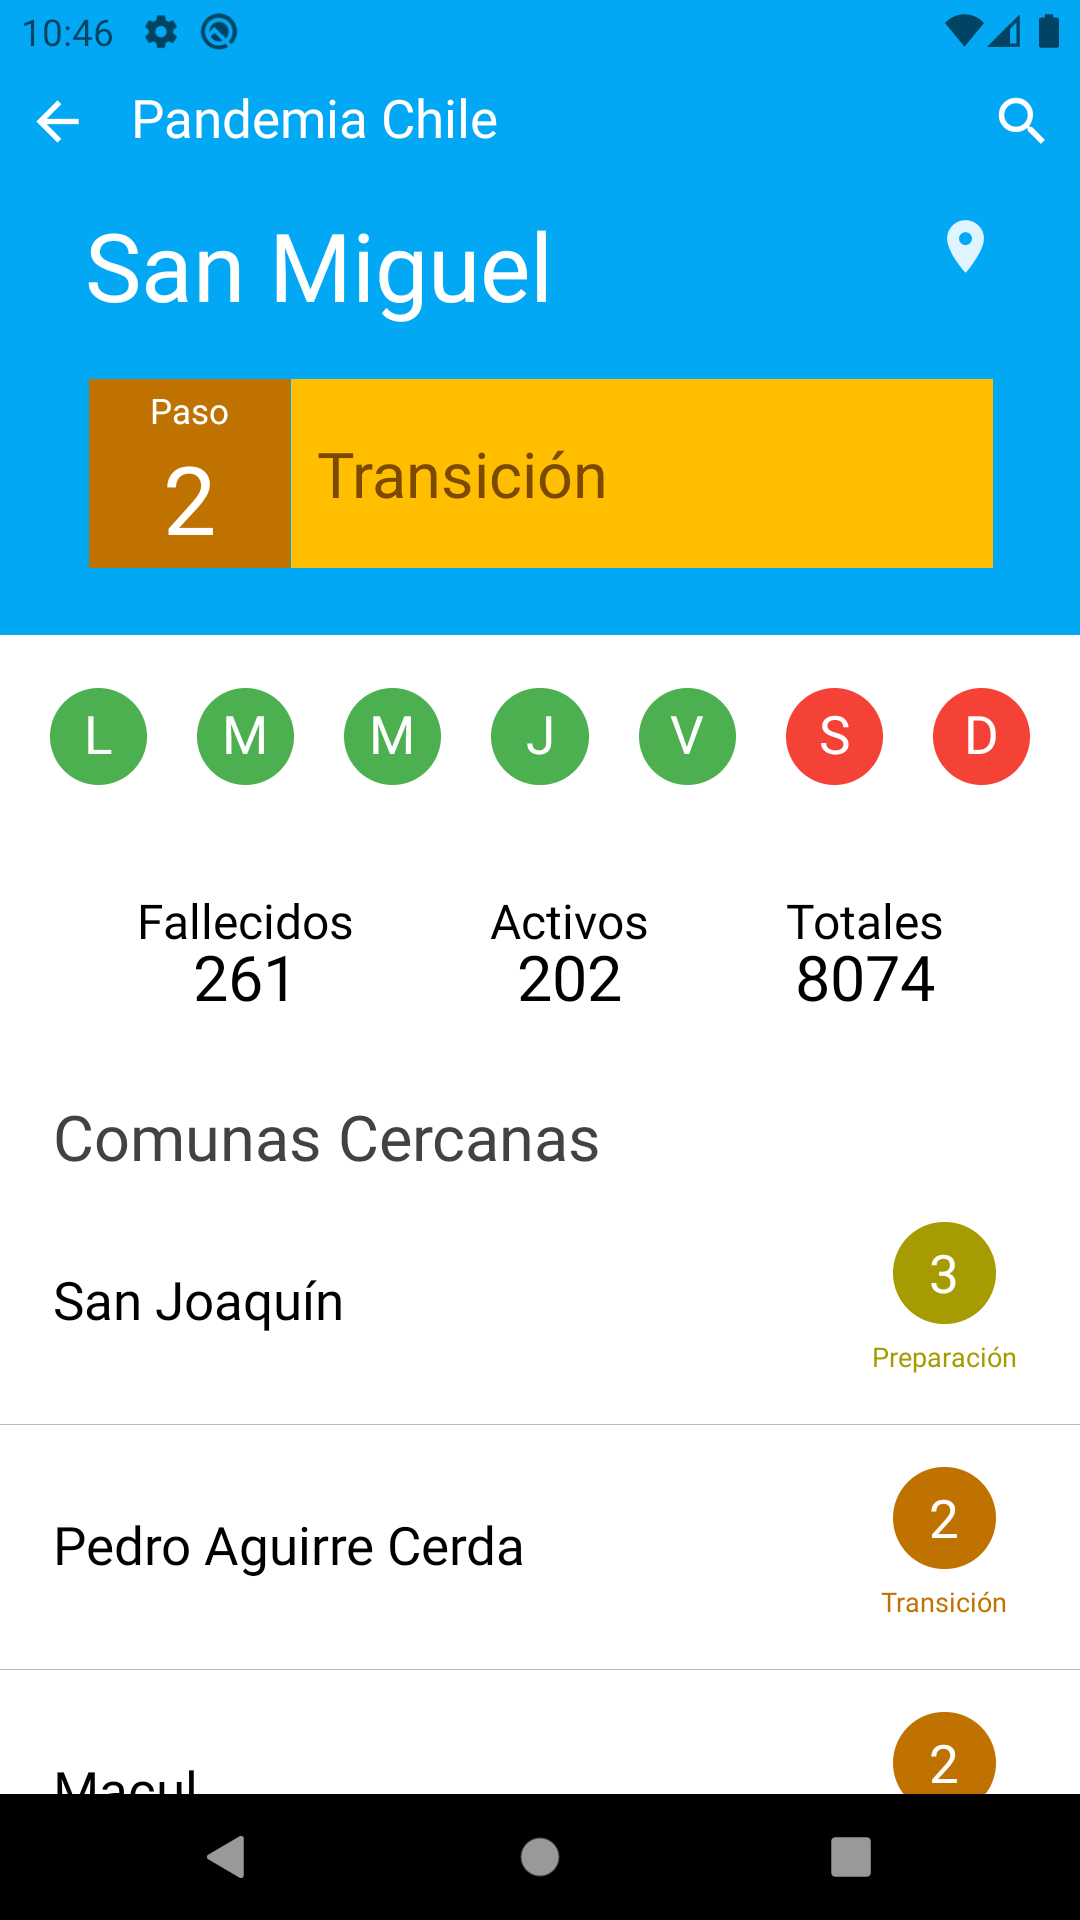 10:46
Pandemia Chile
San Miguel
Paso
2
Transición
L M M J V S D
Fallecidos Activos Totales
261 202 8074
Comunas Cercanas
3
San Joaquín
Preparación
2
Pedro Aguirre Cerda
Transición
2
Macul